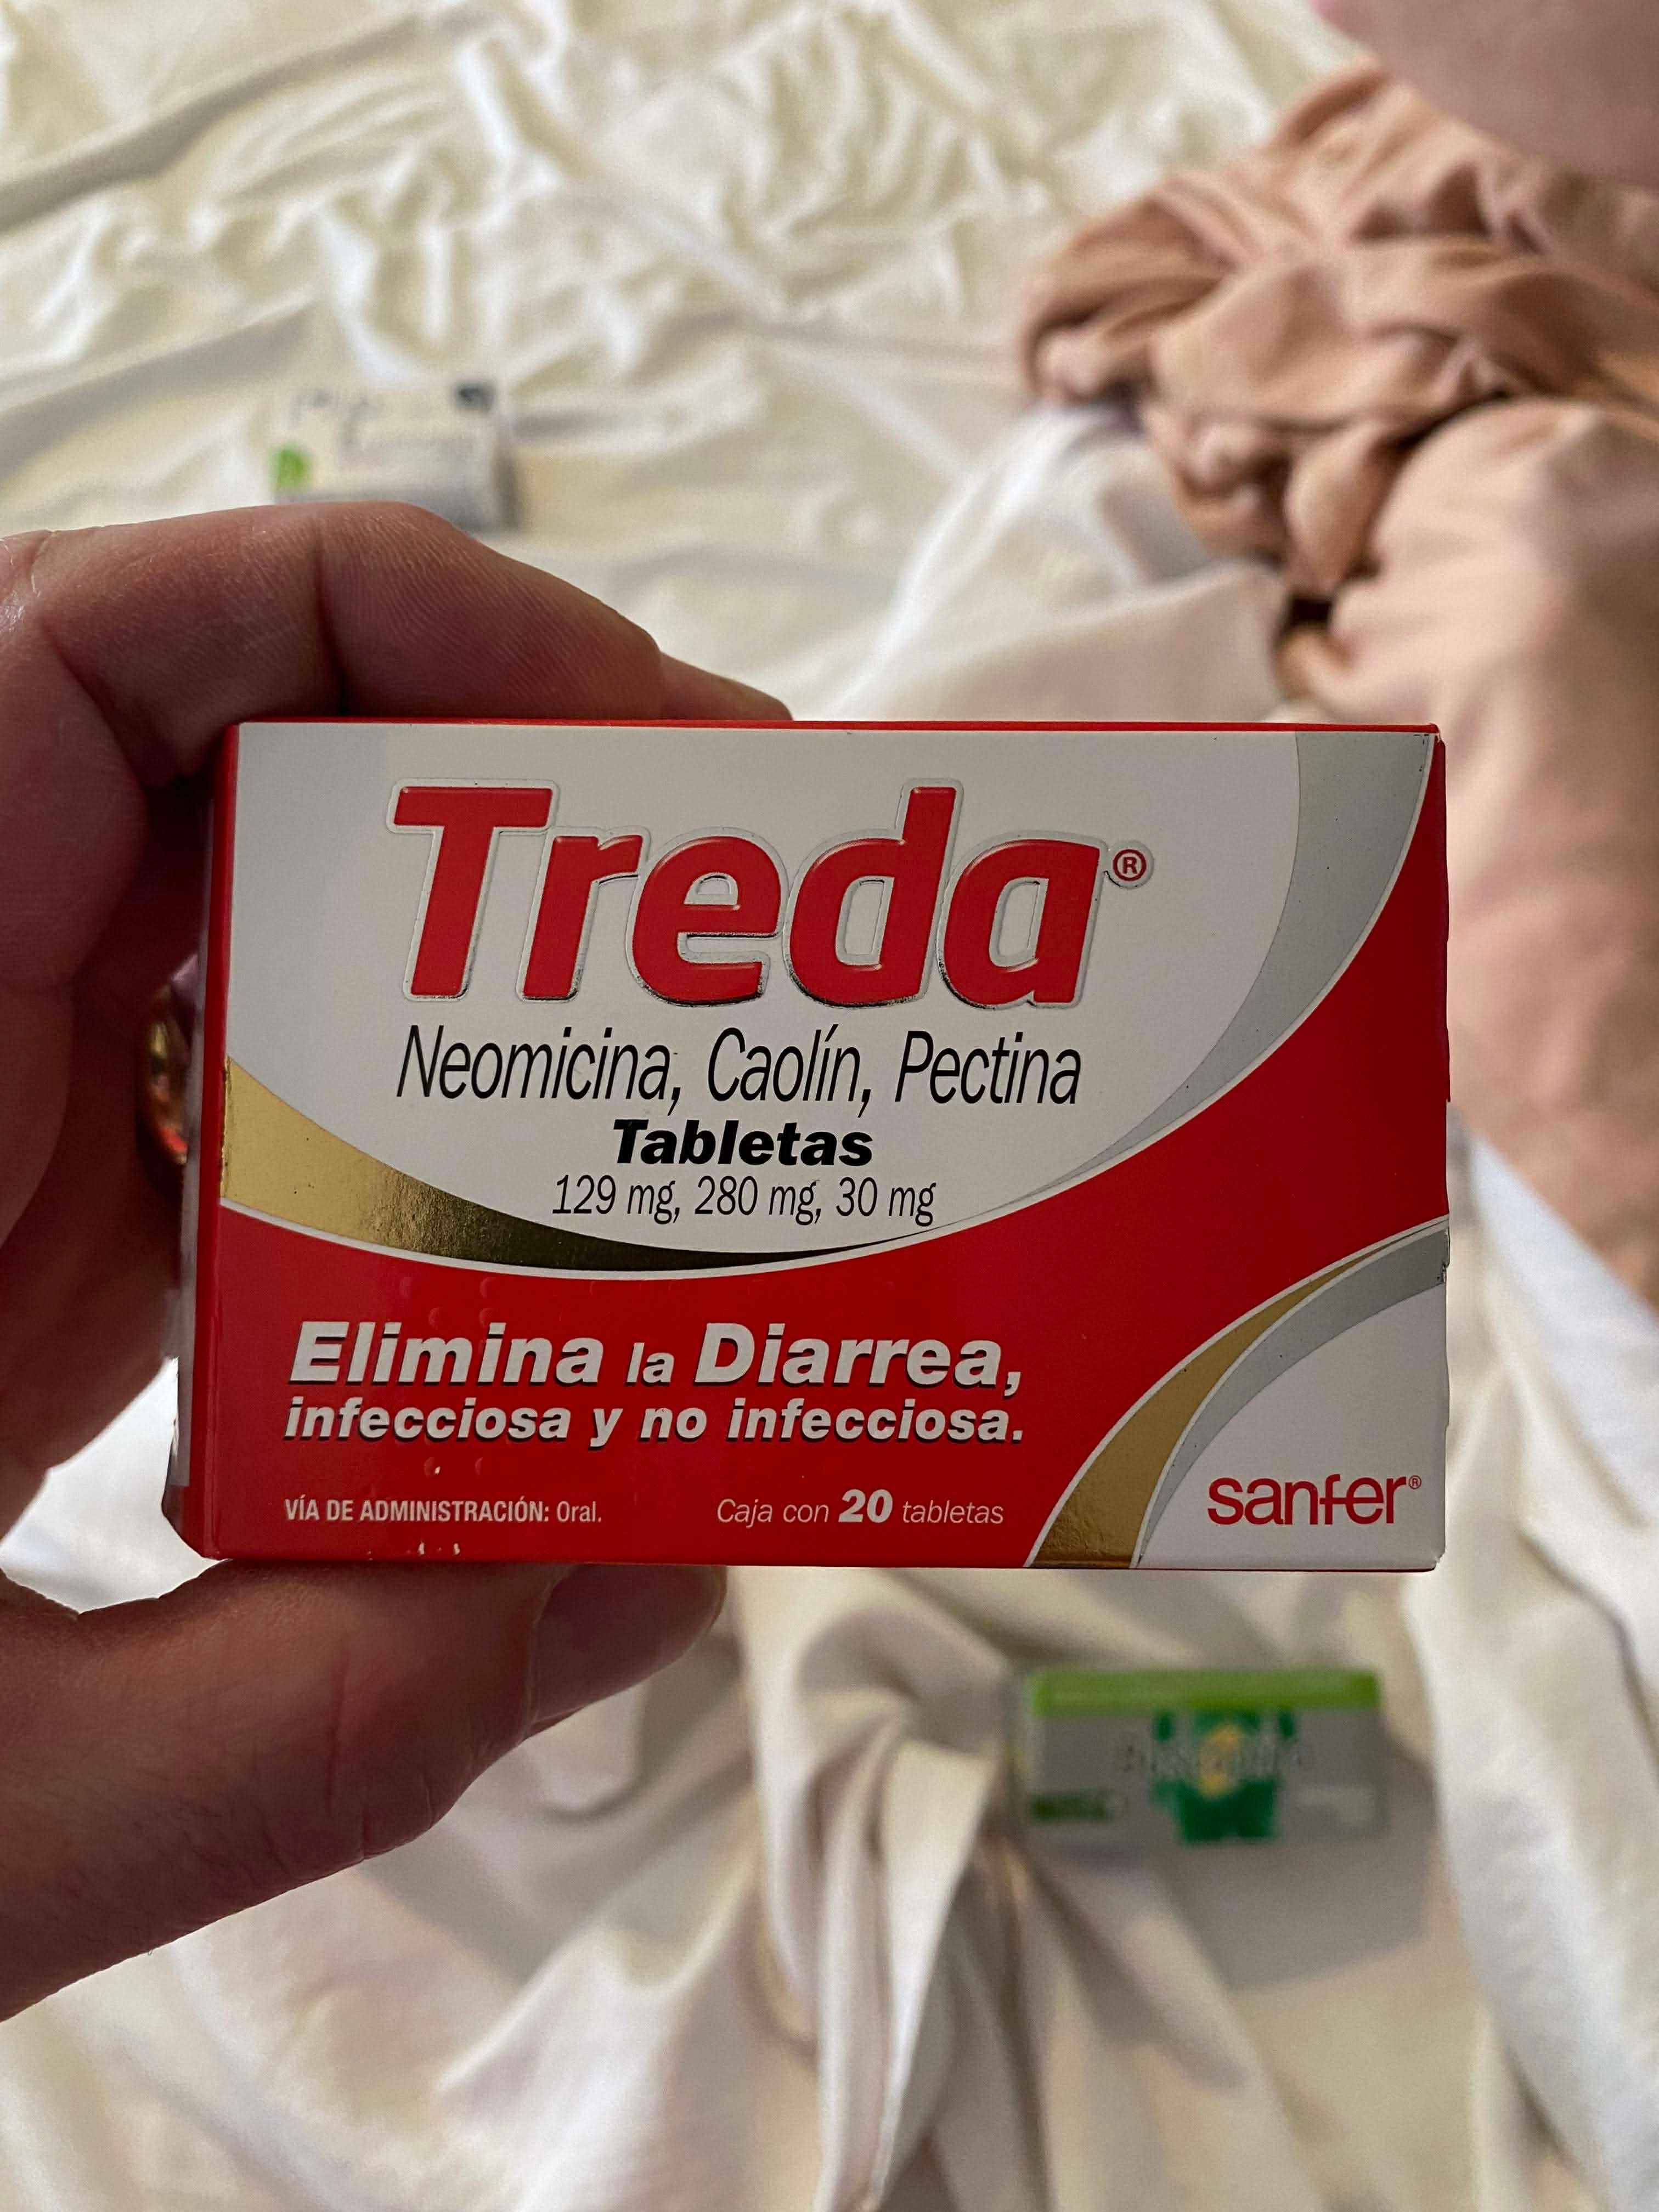 Treda®
Neomicina, Caolín, Pectina
Tabletas
129 mg, 280 mg, 30 mg
Elimina la Diarrea,
infecciosa y no infecciosa.
VÍA DE ADMINISTRACIÓN: Oral.
Caja con 20 tabletas
sanfer®